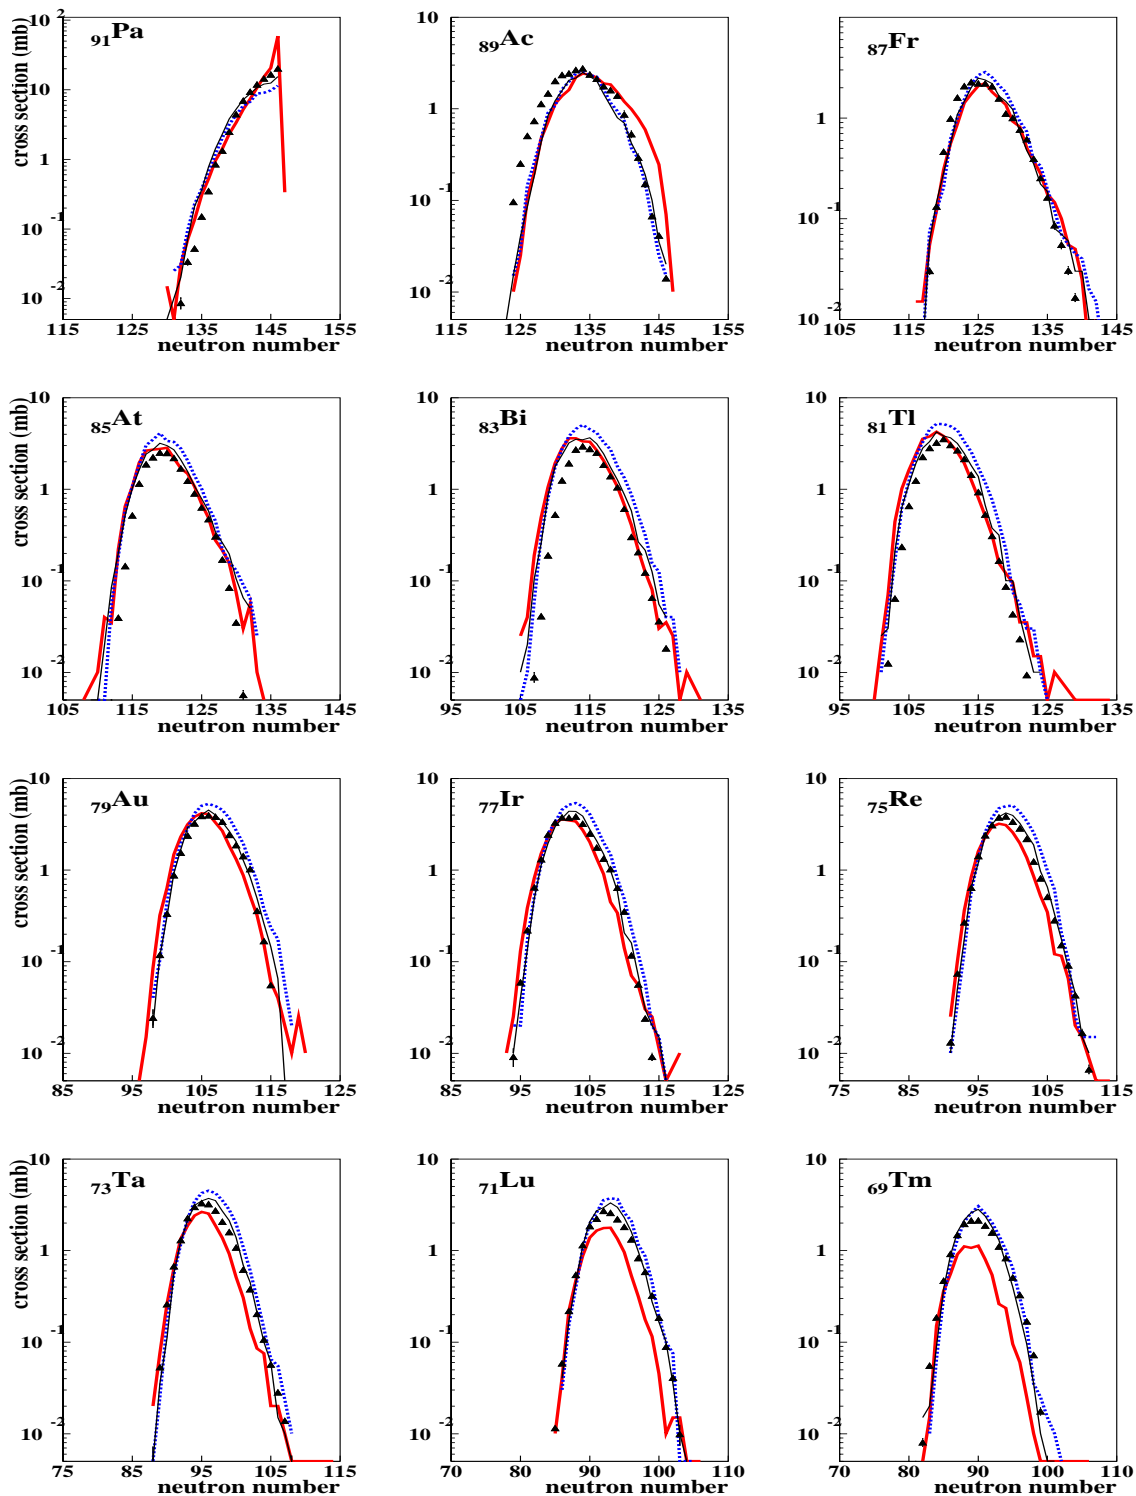 cross section (mb)
91Pa
10 2
10
1
10 -1
10 -2
115 125 135 145 155
neutron number
89Ac
10
1
10 -1
10 -2
115 125 135 145 155
neutron number
87Fr
1
10 -1
10 -2
105 115 125 135 145
neutron number
cross section (mb)
85At
10
1
10 -1
10 -2
105 115 125 135 145
neutron number
83Bi
10
1
10 -1
10 -2
95 105 115 125 135
neutron number
81Tl
10
1
10 -1
10 -2
95 105 115 125 135
neutron number
cross section (mb)
79Au
10
1
10 -1
10 -2
85 95 105 115 125
neutron number
77Ir
10
1
10 -1
10 -2
85 95 105 115 125
neutron number
75Re
10
1
10 -1
10 -2
75 85 95 105 115
neutron number
cross section (mb)
73Ta
10
1
10 -1
10 -2
75 85 95 105 115
neutron number
71Lu
10
1
10 -1
10 -2
70 80 90 100 110
neutron number
69Tm
10
1
10 -1
10 -2
70 80 90 100 110
neutron number